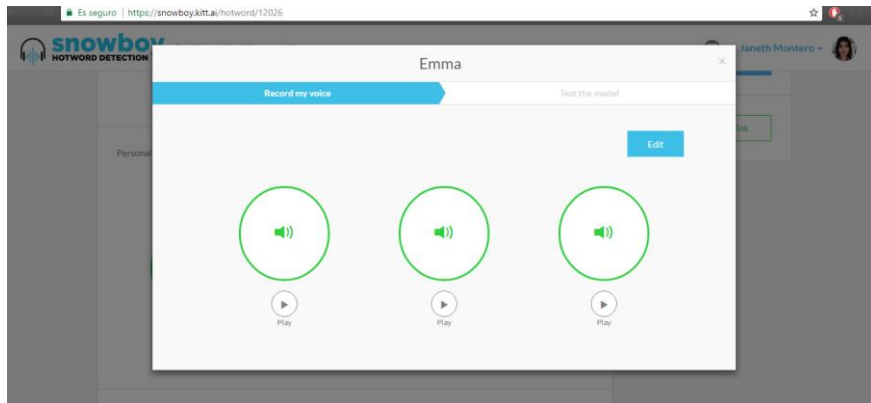 Es seguro | https://snowboy.kitt.ai/hotword/12026
snowboy
HOTWORD DETECTION
Janeth Montero
Emma
×
Record my voice
Test the model
Personal
Edit
Play
Play
Play